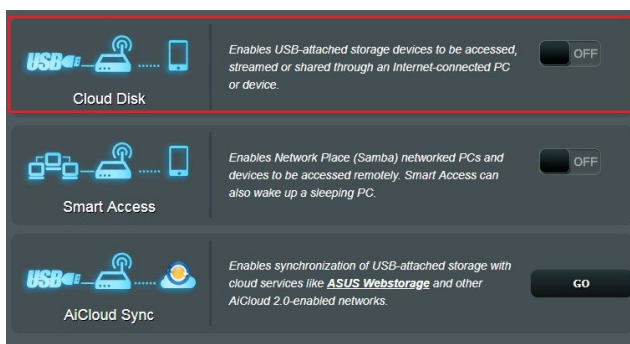 USB
Cloud Disk
Enables USB-attached storage devices to be accessed,
streamed or shared through an Internet-connected PC
or device.
OFF
Smart Access
Enables Network Place (Samba) networked PCs and
devices to be accessed remotely. Smart Access can
also wake up a sleeping PC.
OFF
USB
AiCloud Sync
Enables synchronization of USB-attached storage with
cloud services like ASUS Webstorage and other
AiCloud 2.0-enabled networks.
GO